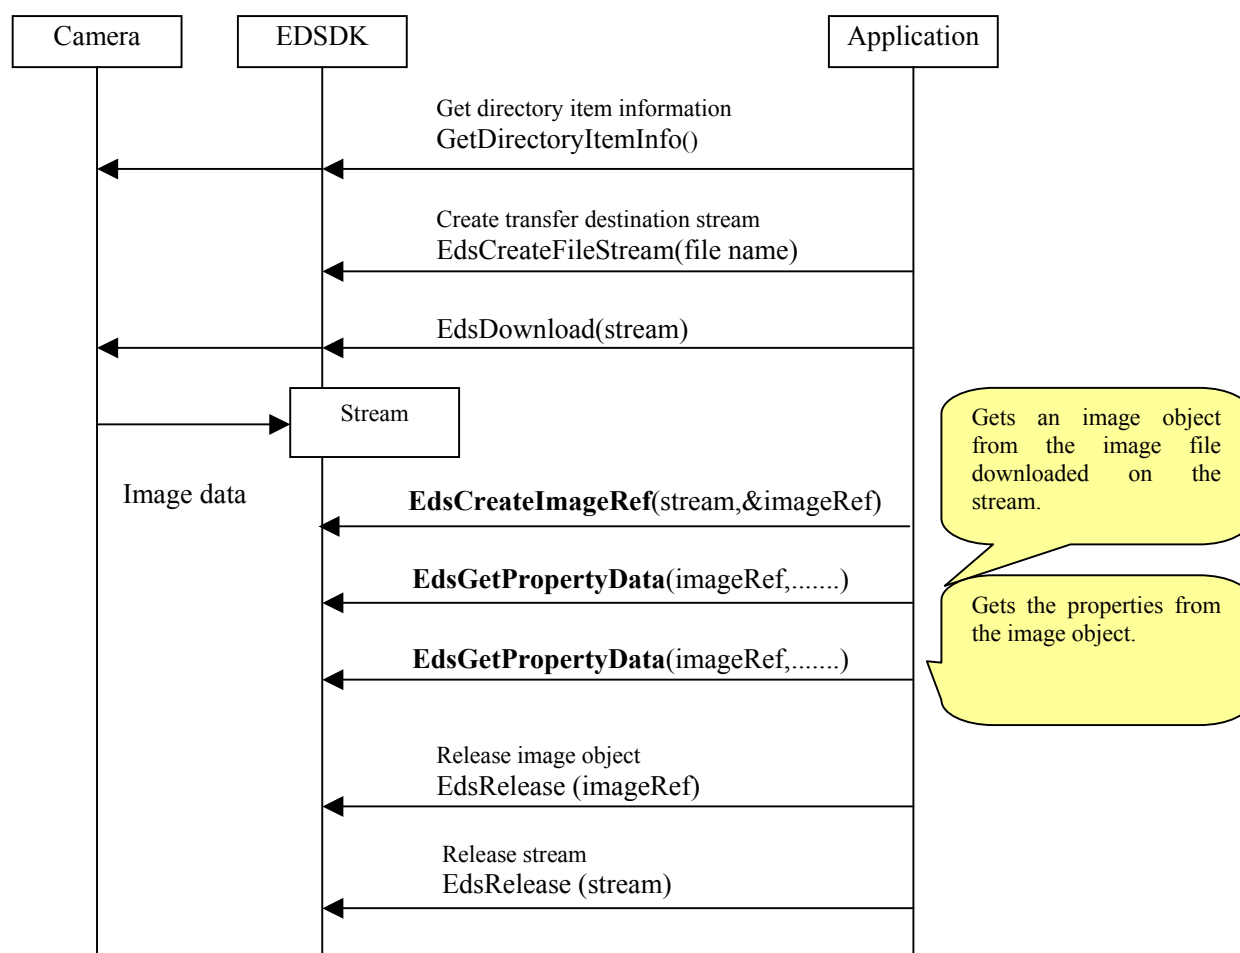 Camera
EDSDK
Application
Get directory item information
GetDirectoryItemInfo()
Create transfer destination stream
EdsCreateFileStream(file name)
EdsDownload(stream)
Stream
Gets an image object
from the image file
downloaded on the
stream.
Image data
EdsCreateImageRef(stream,&imageRef)
EdsGetPropertyData(imageRef,.......)
Gets the properties from
the image object.
EdsGetPropertyData(imageRef,.......)
Release image object
EdsRelease (imageRef)
Release stream
EdsRelease (stream)